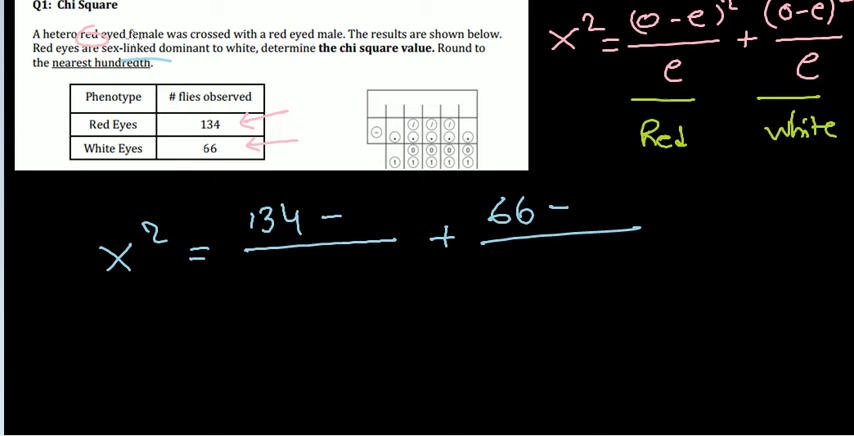 Q1: Chi Square
A hetero red eyed female was crossed with a red eyed male. The results are shown below.
Red eyes are sex-linked dominant to white, determine the chi square value. Round to
the nearest hundreath.
Phenotype # flies observed
Red Eyes 134
White Eyes 66
x² = (o-e)² / e + (o-e) / e
Red White
x² = 134 - + 66 -